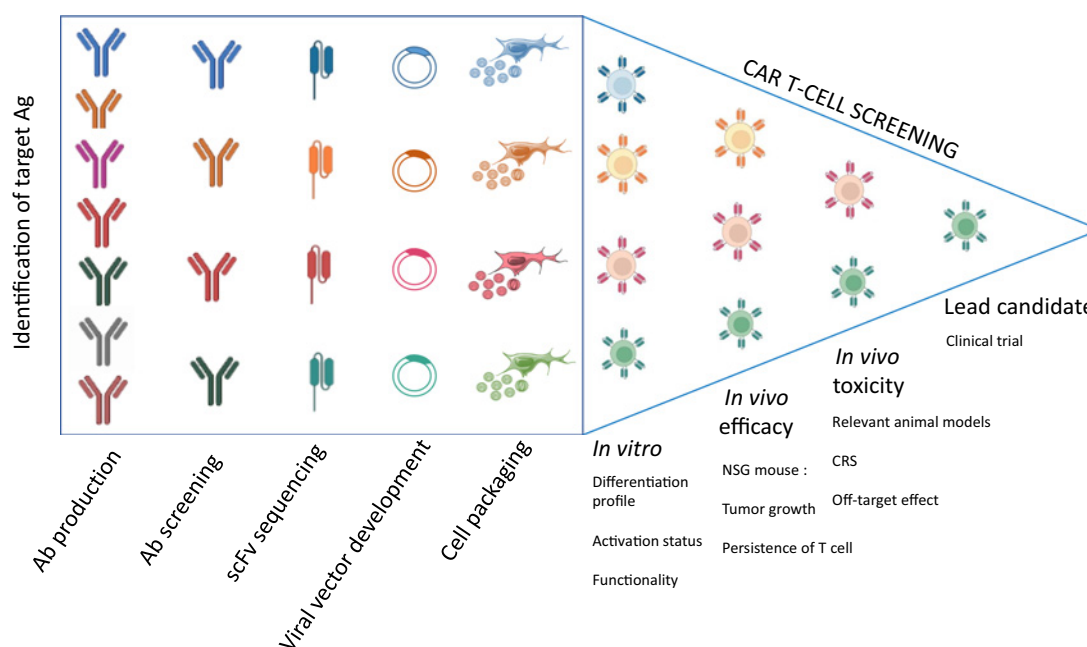 Identification of target Ag
Ab production
Ab screening
scFv sequencing
Viral vector development
Cell packaging
CAR T-CELL SCREENING
In vitro
Differentiation
profile
Activation status
Functionality
In vivo
efficacy
NSG mouse :
Tumor growth
Persistence of T cell
In vivo
toxicity
Relevant animal models
CRS
Off-target effect
Lead candidate
Clinical trial